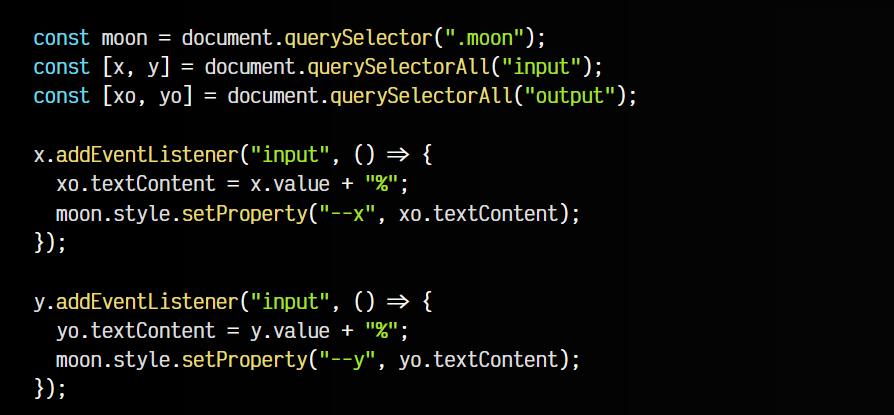 const moon = document.querySelector(".moon");
const [x, y] = document.querySelectorAll("input");
const [xo, yo] = document.querySelectorAll("output");

x.addEventListener("input", () => {
  xo.textContent = x.value + "%";
  moon.style.setProperty("--x", xo.textContent);
});

y.addEventListener("input", () => {
  yo.textContent = y.value + "%";
  moon.style.setProperty("--y", yo.textContent);
});